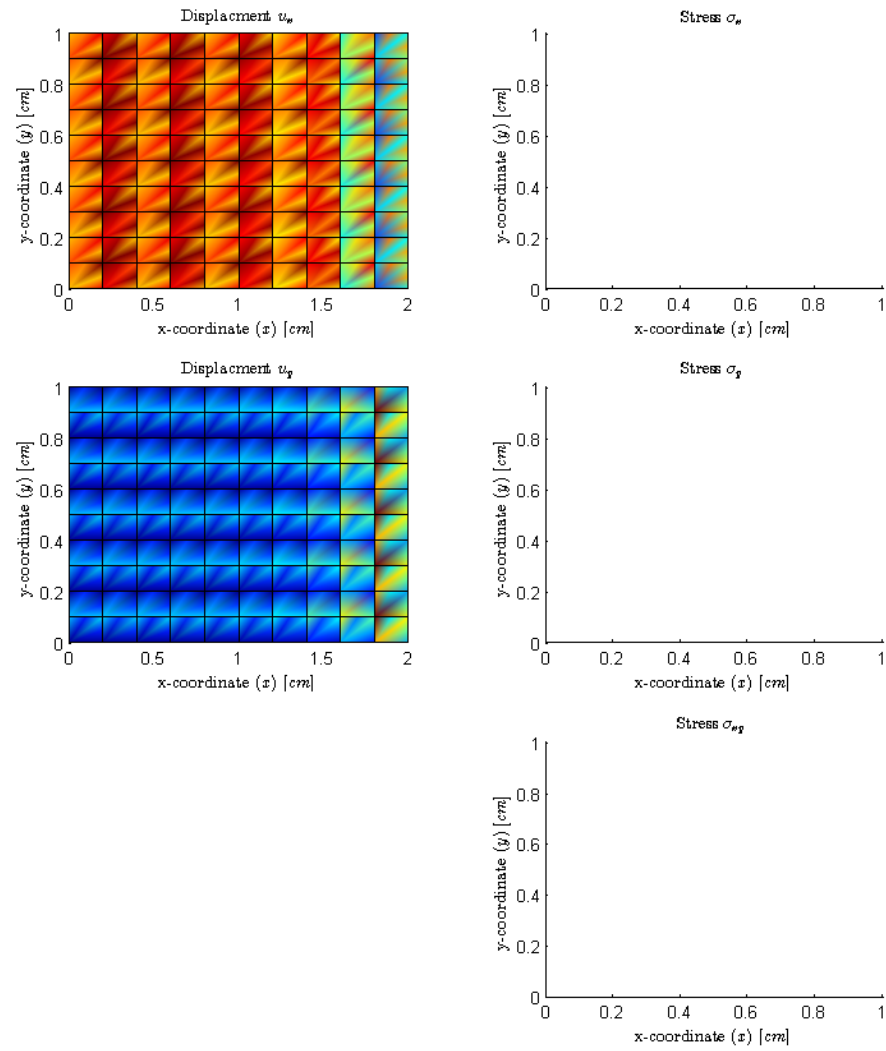 Displacment uₓ
1
0.8
0.6
0.4
0.2
0
y-coordinate (y) [cm]
0 0.5 1 1.5 2
x-coordinate (x) [cm]
Stress σₓ
1
0.8
0.6
0.4
0.2
0
y-coordinate (y) [cm]
0 0.2 0.4 0.6 0.8 1
x-coordinate (x) [cm]
Displacment u_y
1
0.8
0.6
0.4
0.2
0
y-coordinate (y) [cm]
0 0.5 1 1.5 2
x-coordinate (x) [cm]
Stress σ_y
1
0.8
0.6
0.4
0.2
0
y-coordinate (y) [cm]
0 0.2 0.4 0.6 0.8 1
x-coordinate (x) [cm]
Stress σ_xy
1
0.8
0.6
0.4
0.2
0
y-coordinate (y) [cm]
0 0.2 0.4 0.6 0.8 1
x-coordinate (x) [cm]